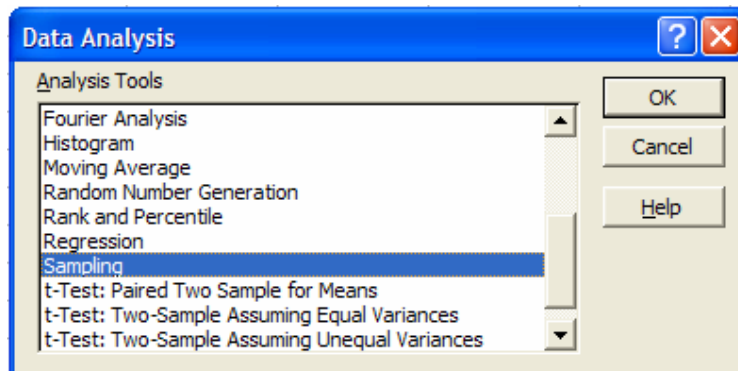 Data Analysis
Analysis Tools
Fourier Analysis
Histogram
Moving Average
Random Number Generation
Rank and Percentile
Regression
Sampling
t-Test: Paired Two Sample for Means
t-Test: Two-Sample Assuming Equal Variances
t-Test: Two-Sample Assuming Unequal Variances
OK
Cancel
Help